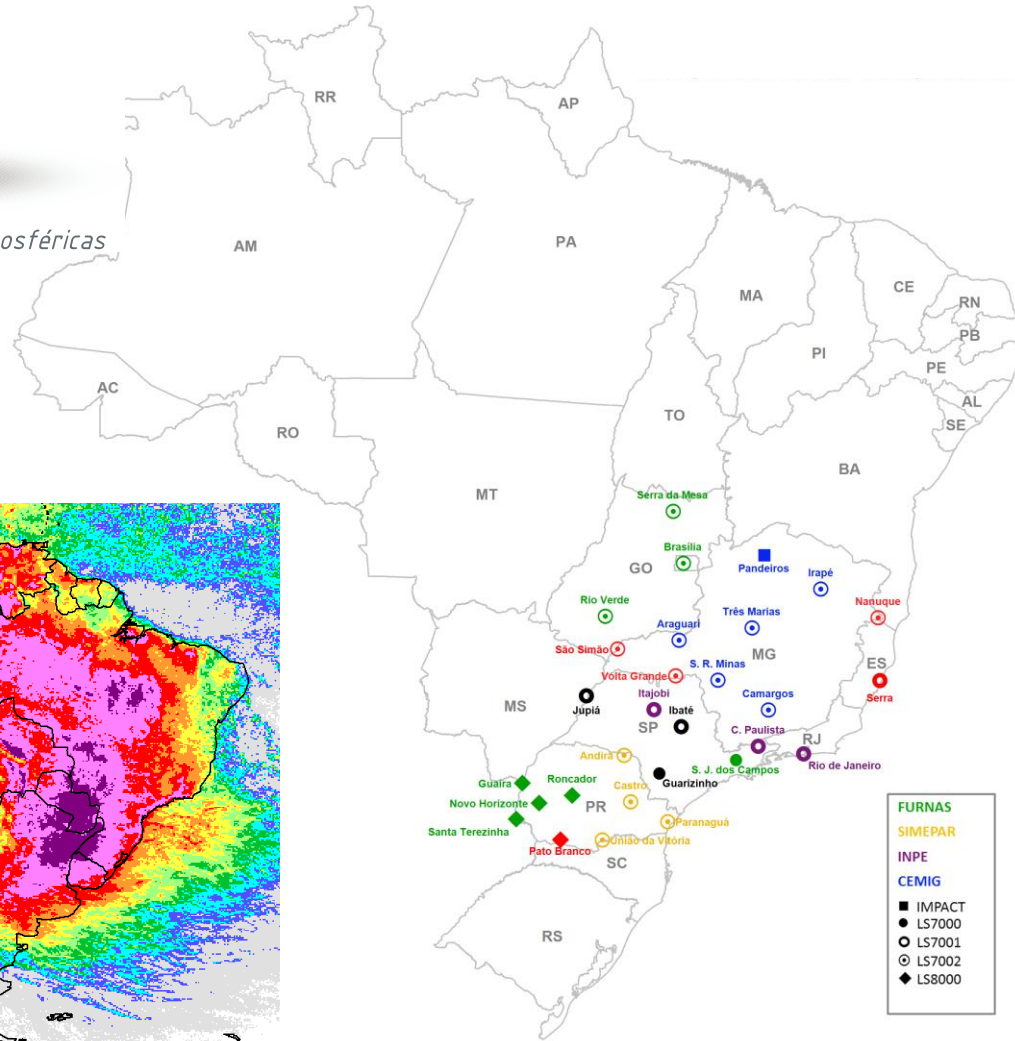 RR
AP
osféricas
AM
PA
MA
CE
RN
PB
PI
PE
AC
AL
TO
SE
RO
BA
MT
Serra da Mesa
Brasília
GO
Pandeiros
Irapé
Rio Verde
Nanuque
Três Marias
Araguari
São Simão
MG
S. R. Minas
ES
Volta Grande
Itajobi
Serra
MS
Jupiá
Ibaté
Camargos
SP
C. Paulista
RJ
Andirá
Rio de Janeiro
S. J. dos Campos
Guaíra
Roncador
Castro
Guarizinho
Novo Horizonte
PR
Santa Terezinha
Paranaguá
Pato Branco
União da Vitória
SC
RS
FURNAS
SIMEPAR
INPE
CEMIG
IMPACT
LS7000
LS7001
LS7002
LS8000